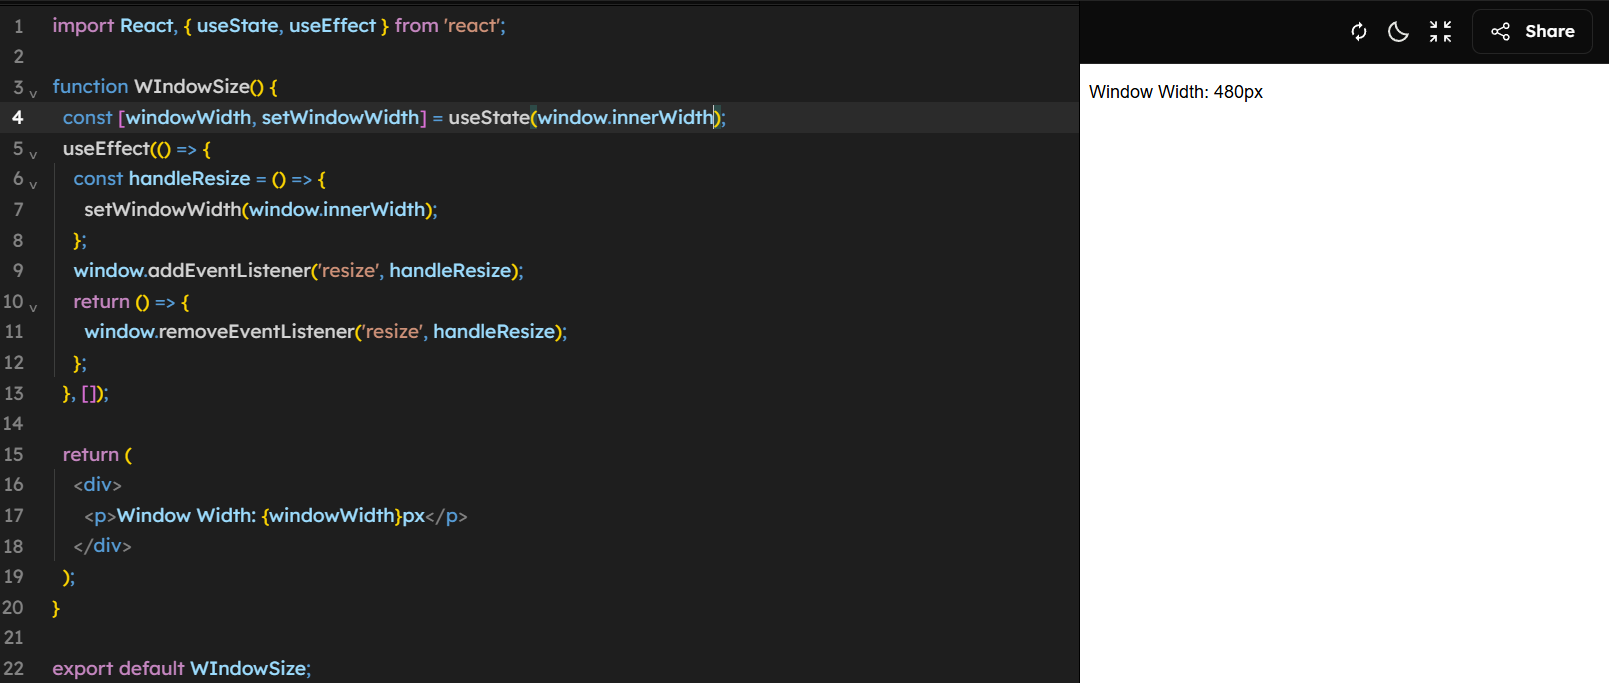 1 import React, { useState, useEffect } from 'react';
2
3 function WIndowSize() {
4 const [windowWidth, setWindowWidth] = useState(window.innerWidth);
5 useEffect(() => {
6 const handleResize = () => {
7 setWindowWidth(window.innerWidth);
8 };
9 window.addEventListener('resize', handleResize);
10 return () => {
11 window.removeEventListener('resize', handleResize);
12 };
13 }, []);
14
15 return (
16 <div>
17 <p>Window Width: {windowWidth}px</p>
18 </div>
19 );
20 }
21
22 export default WIndowSize;
Share
Window Width: 480px